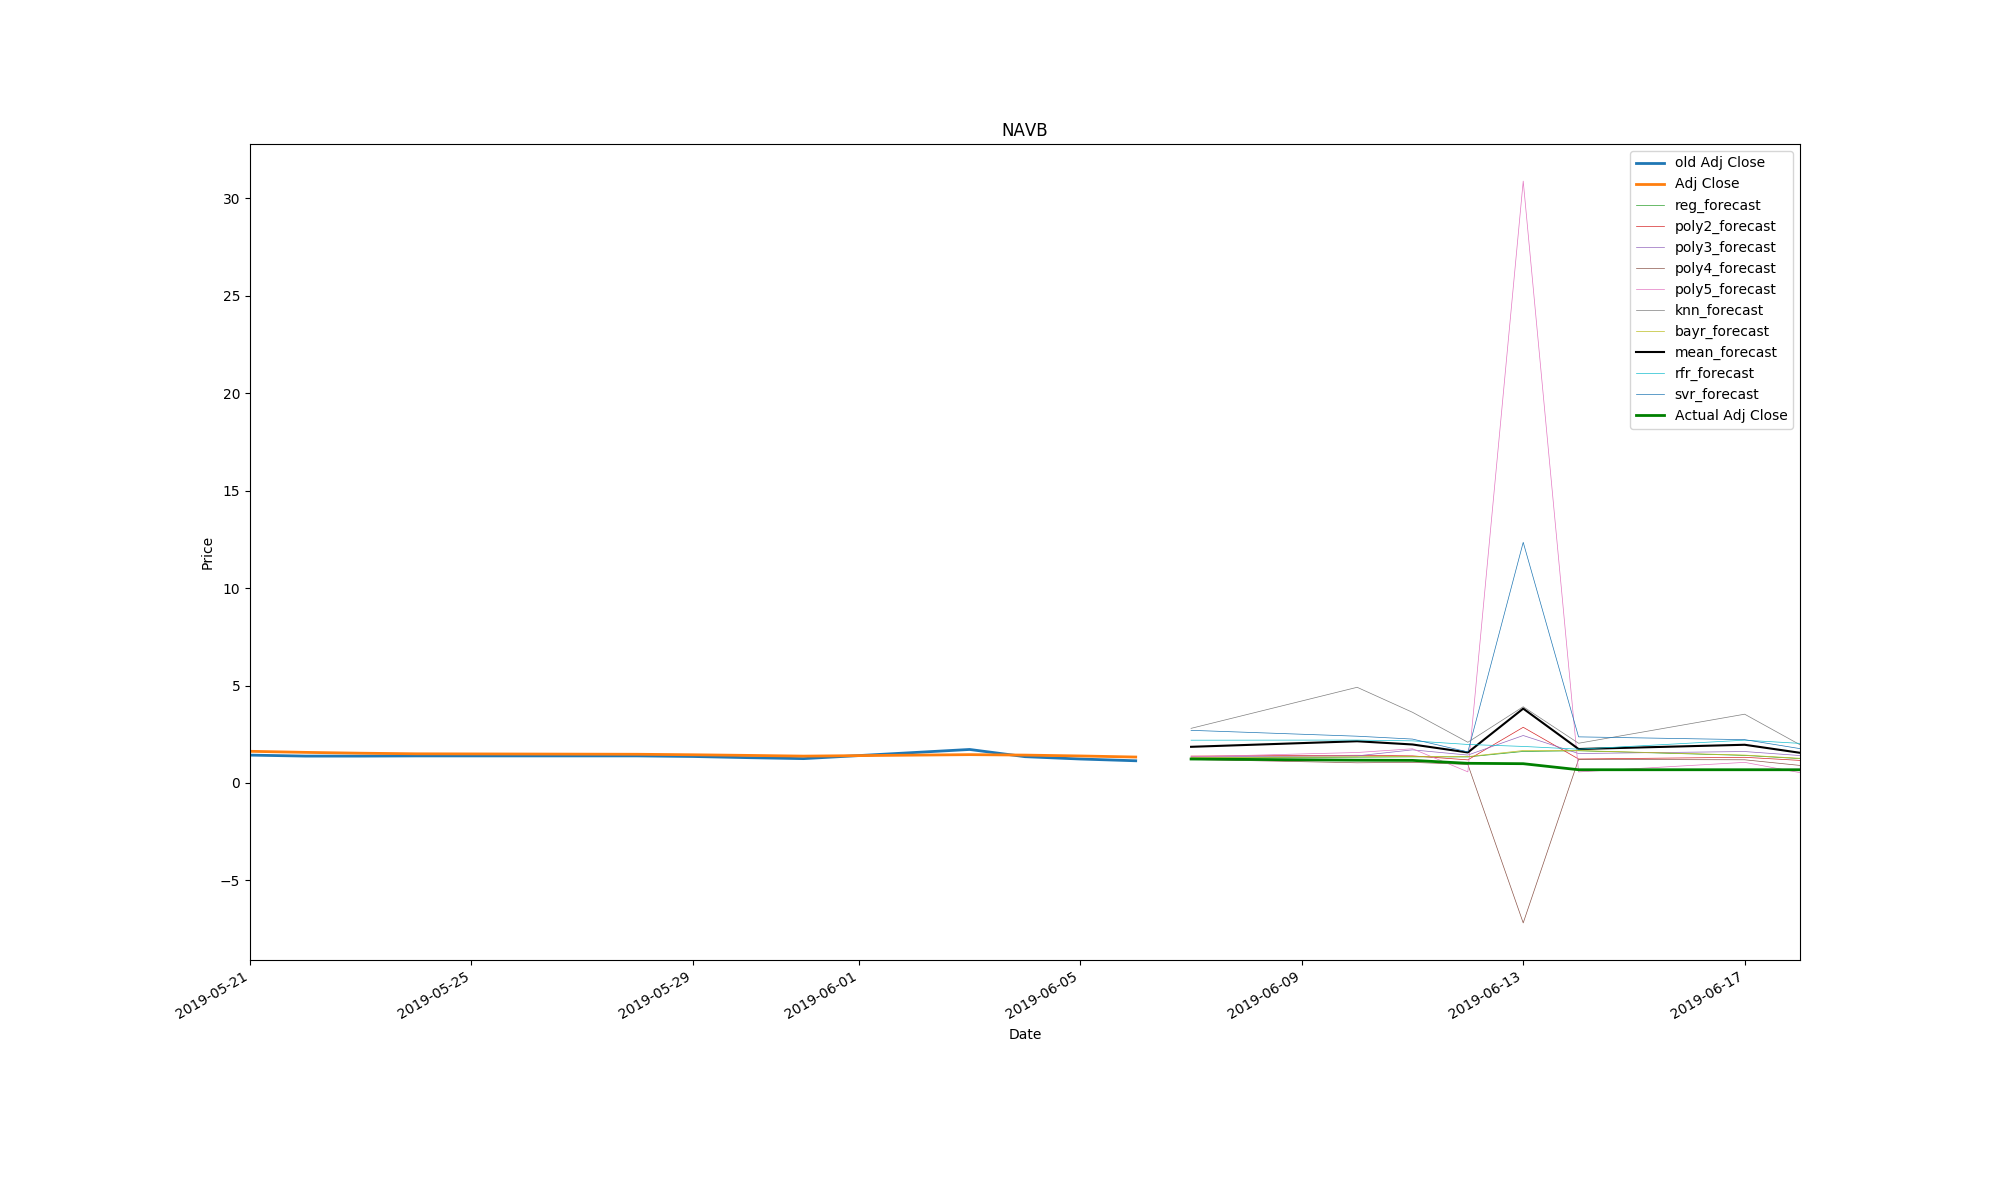 NAVB
old Adj Close
Adj Close
reg_forecast
poly2_forecast
poly3_forecast
poly4_forecast
poly5_forecast
knn_forecast
bayr_forecast
mean_forecast
rfr_forecast
svr_forecast
Actual Adj Close
30
25
20
15
10
5
0
−5
Price
2019-05-21
2019-05-25
2019-05-29
2019-06-01
2019-06-05
2019-06-09
2019-06-13
2019-06-17
Date